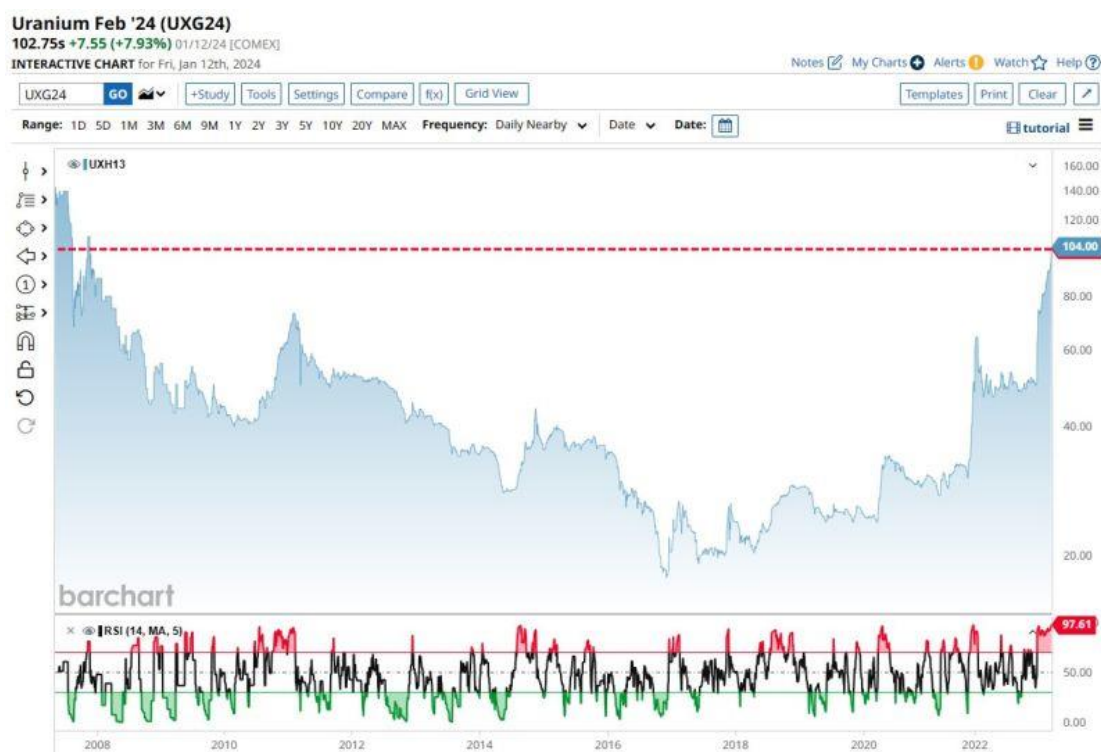 Uranium Feb '24 (UXG24)
102.75s +7.55 (+7.93%) 01/12/24 [COMEX]
INTERACTIVE CHART for Fri, Jan 12th, 2024
Notes My Charts Alerts Watch Help
UXG24 GO +Study Tools Settings Compare f(x) Grid View Templates Print Clear
Range: 1D 5D 1M 3M 6M 9M 1Y 2Y 3Y 5Y 10Y 20Y MAX Frequency: Daily Nearby Date Date: tutorial
UXH13
160.00
140.00
120.00
104.00
80.00
60.00
40.00
20.00
barchart
RSI (14, MA, 5)
97.61
50.00
0.00
2008 2010 2012 2014 2016 2018 2020 2022